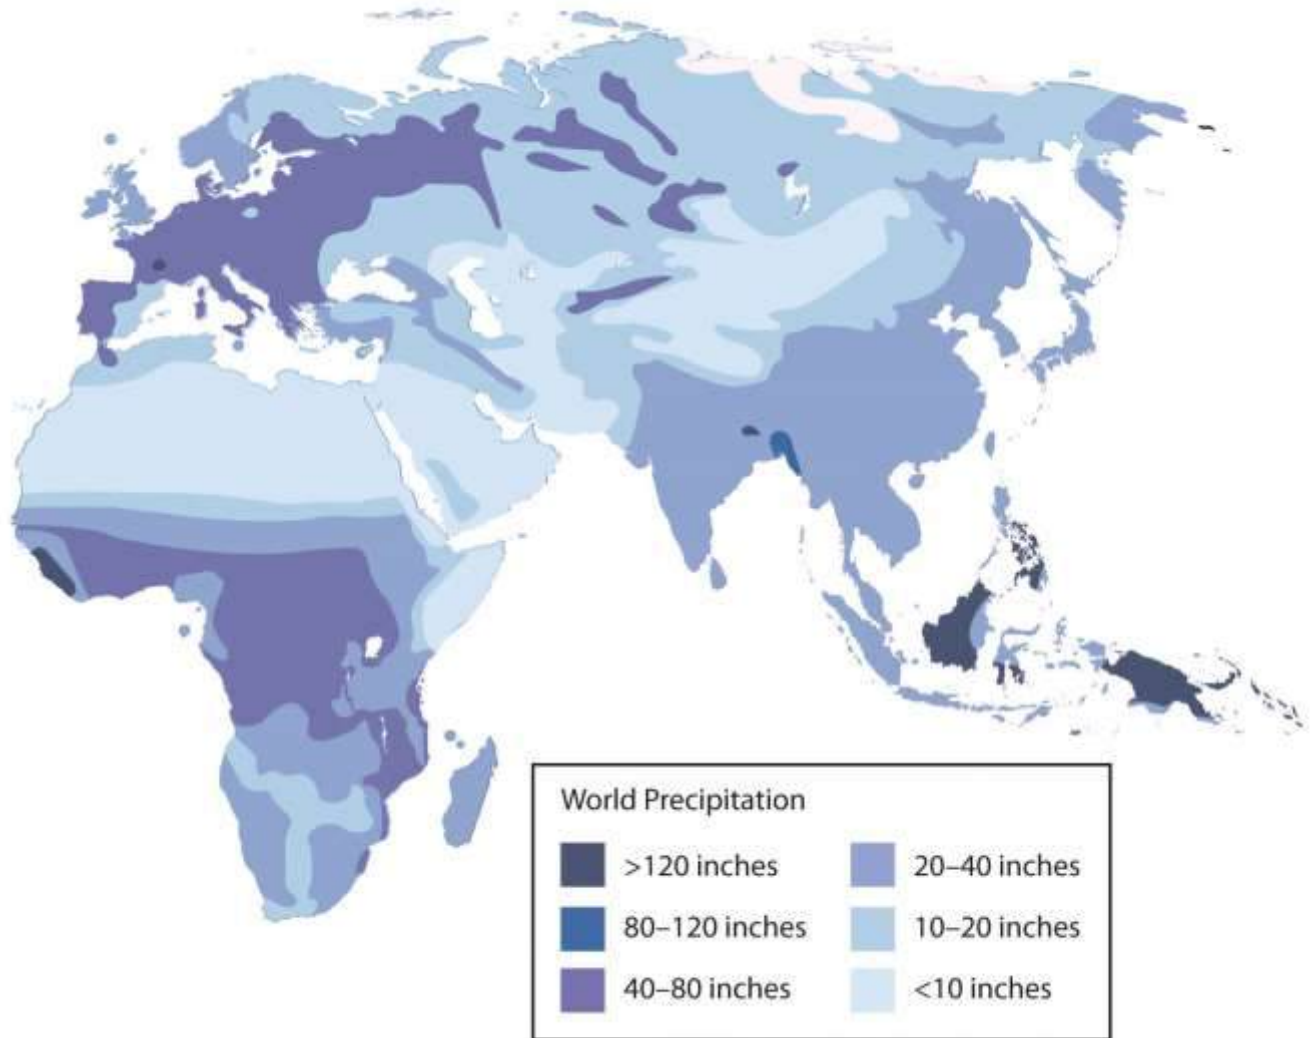 World Precipitation
>120 inches
80–120 inches
40–80 inches
20–40 inches
10–20 inches
<10 inches